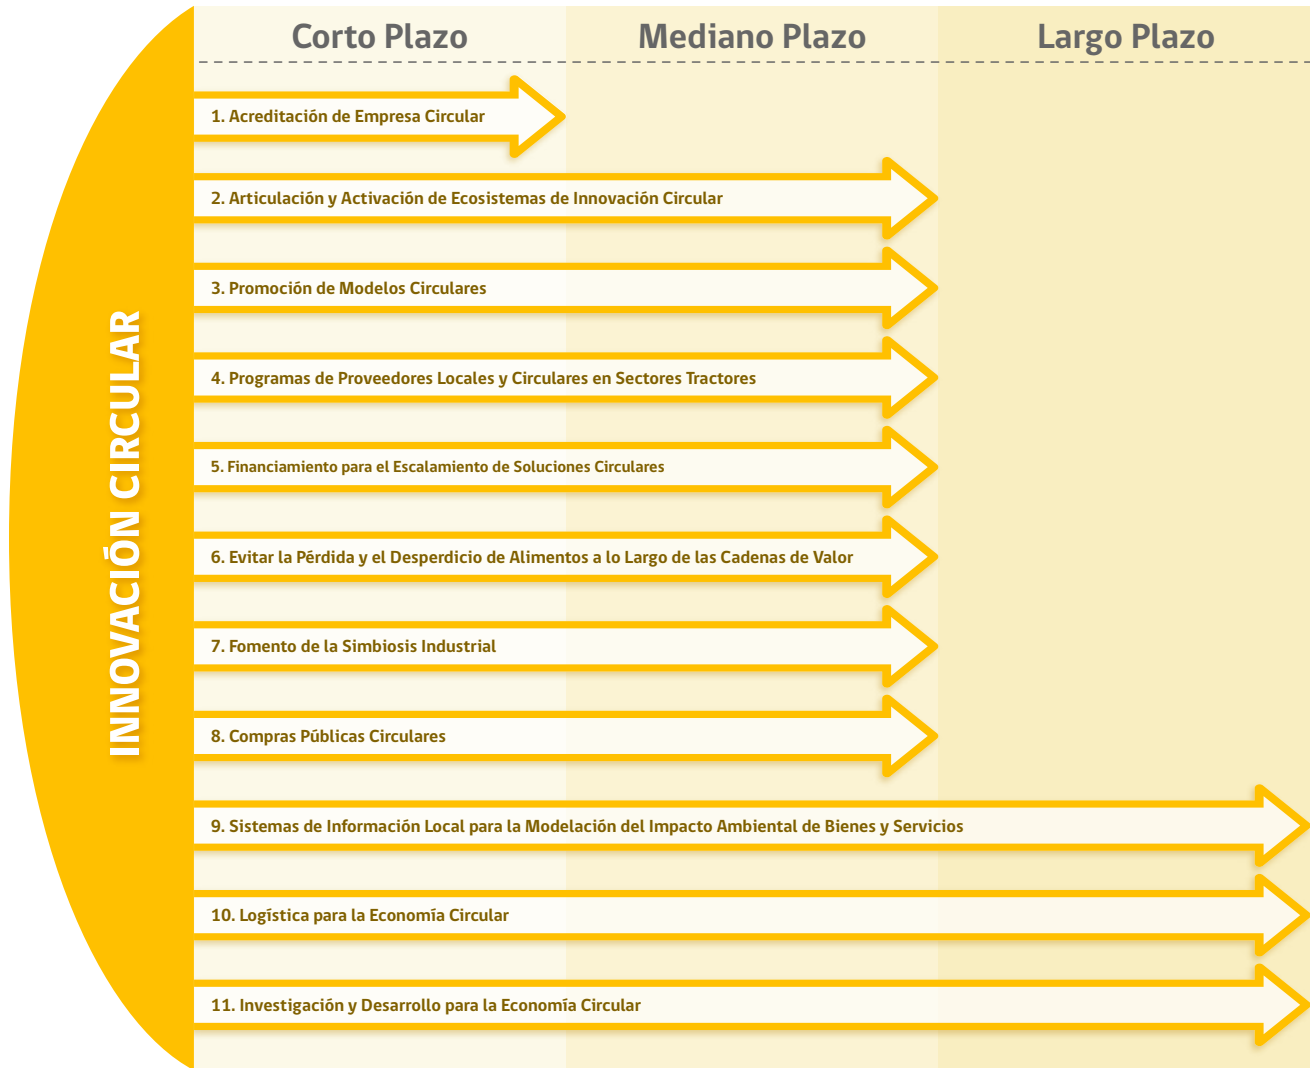 Corto Plazo
Mediano Plazo
Largo Plazo
INNOVACIÓN CIRCULAR
1. Acreditación de Empresa Circular
2. Articulación y Activación de Ecosistemas de Innovación Circular
3. Promoción de Modelos Circulares
4. Programas de Proveedores Locales y Circulares en Sectores Tractores
5. Financiamiento para el Escalamiento de Soluciones Circulares
6. Evitar la Pérdida y el Desperdicio de Alimentos a lo Largo de las Cadenas de Valor
7. Fomento de la Simbiosis Industrial
8. Compras Públicas Circulares
9. Sistemas de Información Local para la Modelación del Impacto Ambiental de Bienes y Servicios
10. Logística para la Economía Circular
11. Investigación y Desarrollo para la Economía Circular